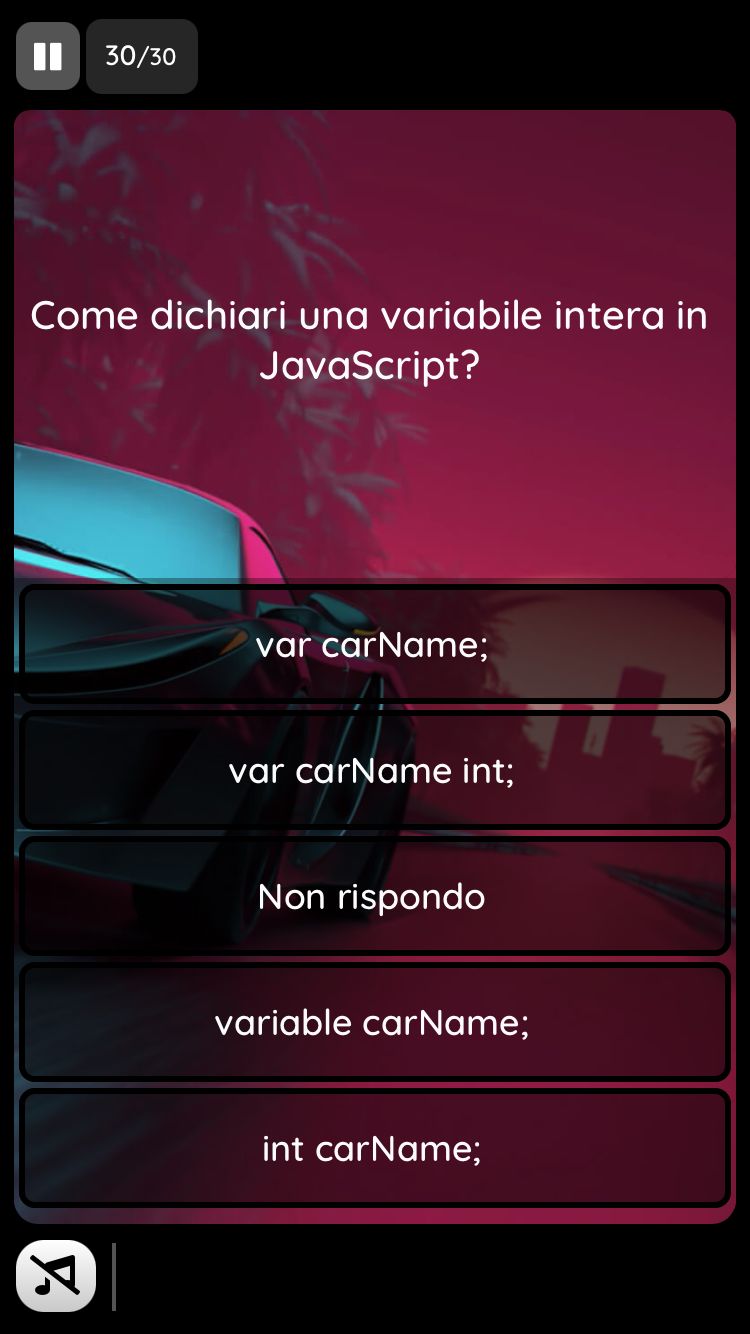 30/30
Come dichiari una variabile intera in
JavaScript?
var carName;
var carName int;
Non rispondo
variable carName;
int carName;